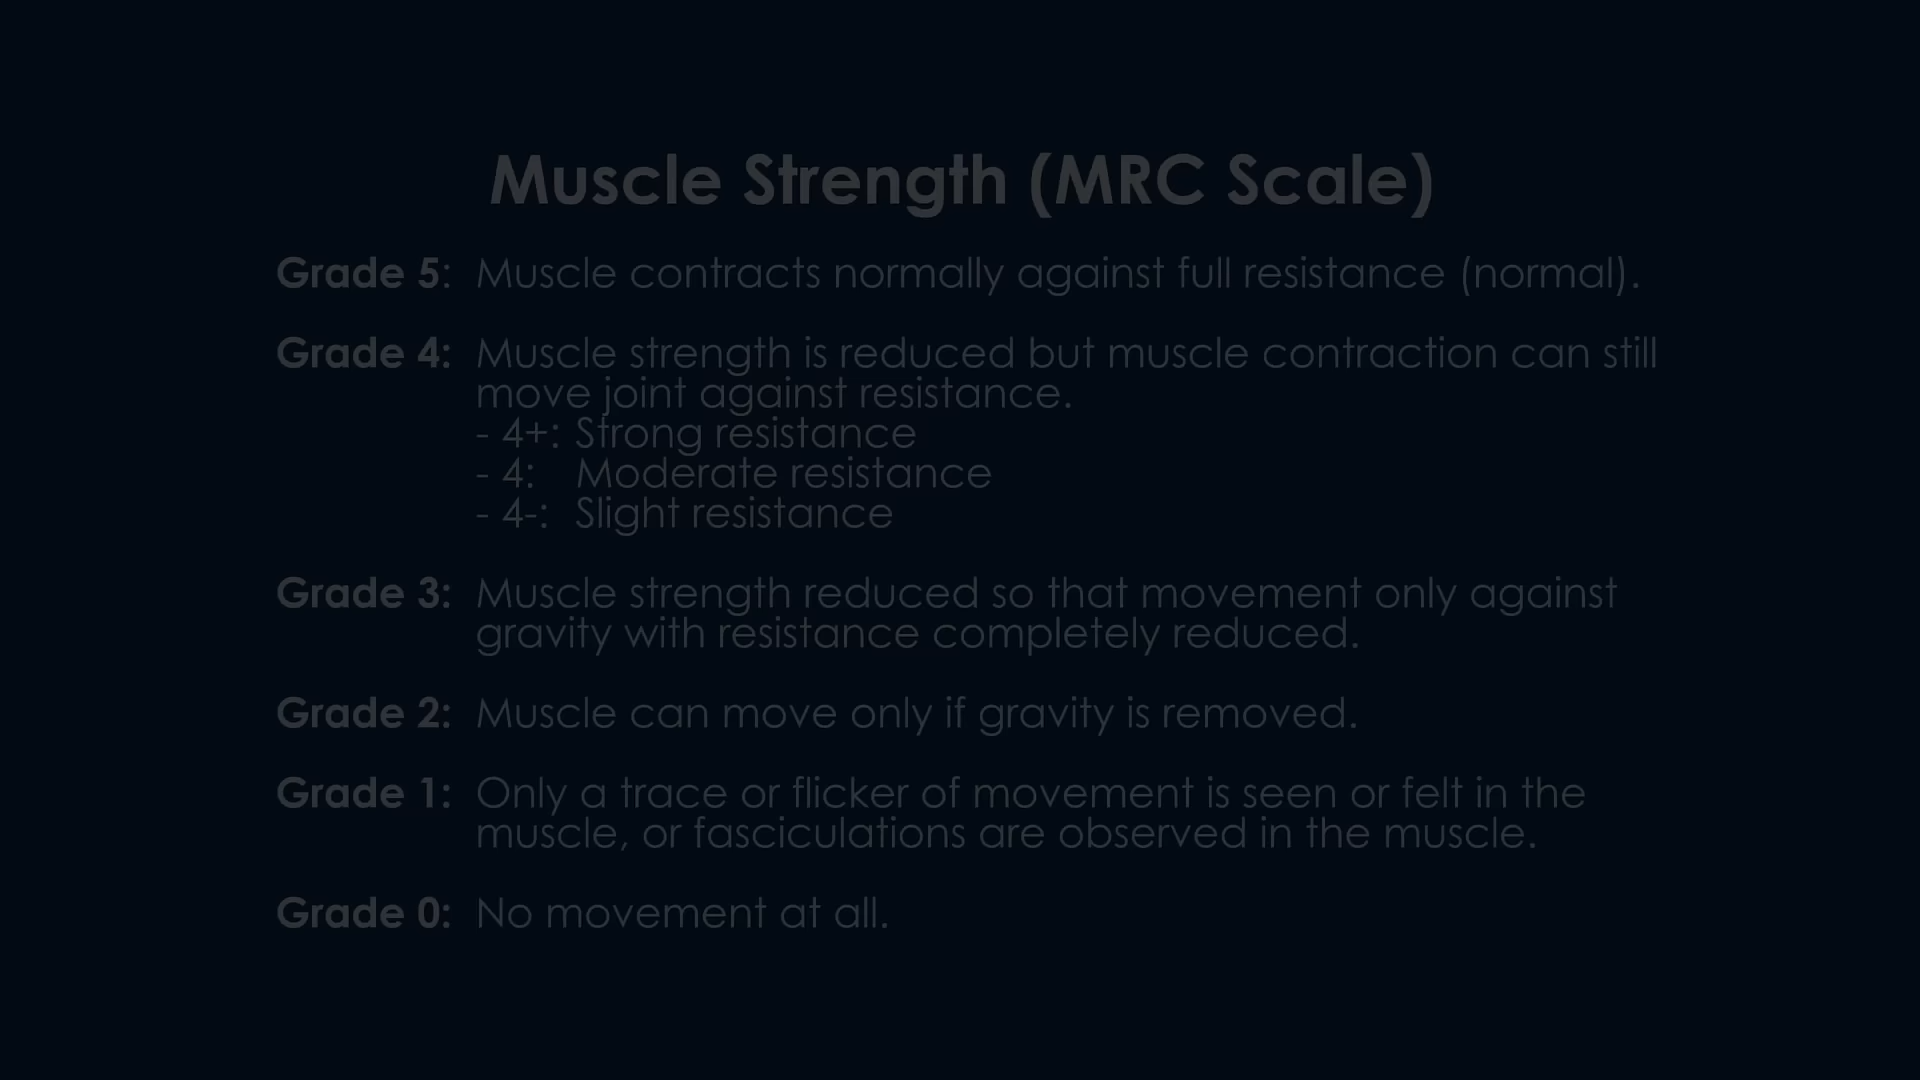 Muscle Strength (MRC Scale)
Grade 5: Muscle contracts normally against full resistance (normal).
Grade 4: Muscle strength is reduced but muscle contraction can still
move joint against resistance.
- 4+: Strong resistance
- 4: Moderate resistance
- 4-: Slight resistance
Grade 3: Muscle strength reduced so that movement only against
gravity with resistance completely reduced.
Grade 2: Muscle can move only if gravity is removed.
Grade 1: Only a trace or flicker of movement is seen or felt in the
muscle, or fasciculations are observed in the muscle.
Grade 0: No movement at all.